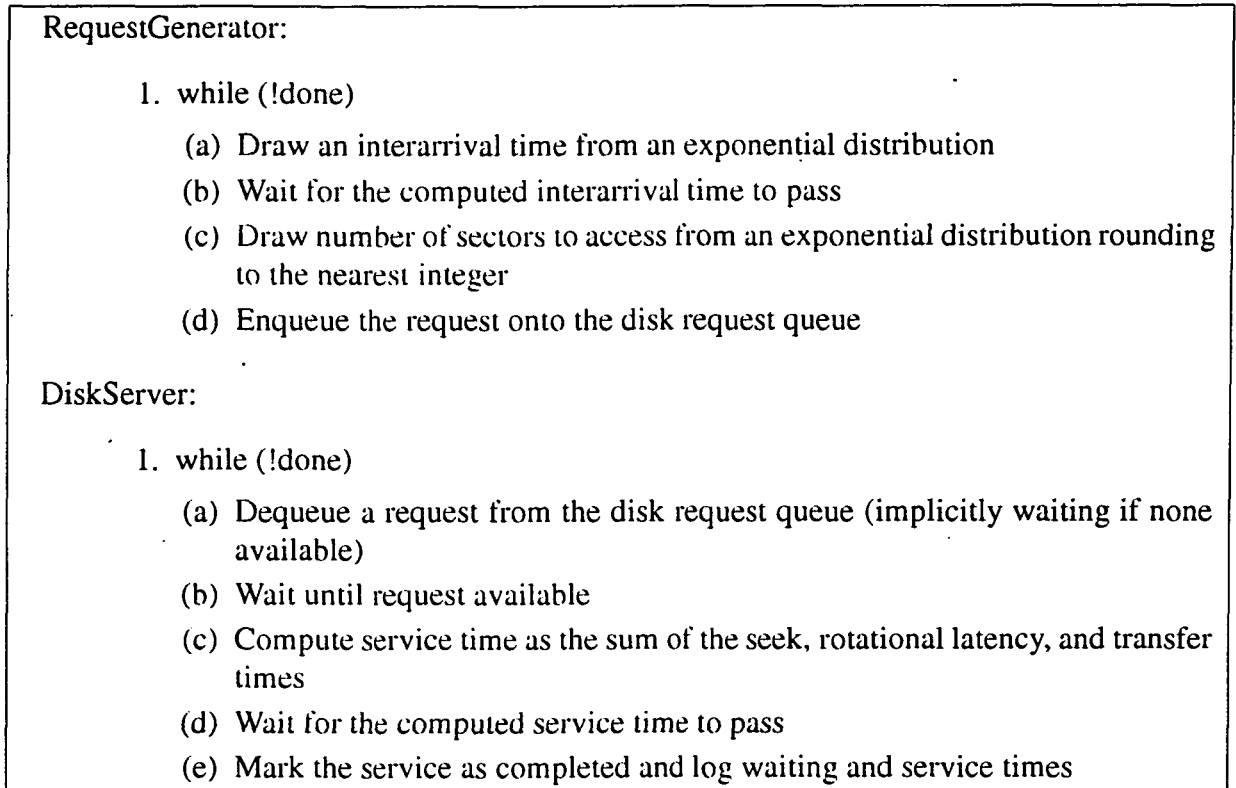 RequestGenerator:
1. while (!done)
(a) Draw an interarrival time from an exponential distribution
(b) Wait for the computed interarrival time to pass
(c) Draw number of sectors to access from an exponential distribution rounding
to the nearest integer
(d) Enqueue the request onto the disk request queue
DiskServer:
1. while (!done)
(a) Dequeue a request from the disk request queue (implicitly waiting if none
available)
(b) Wait until request available
(c) Compute service time as the sum of the seek, rotational latency, and transfer
times
(d) Wait for the computed service time to pass
(e) Mark the service as completed and log waiting and service times